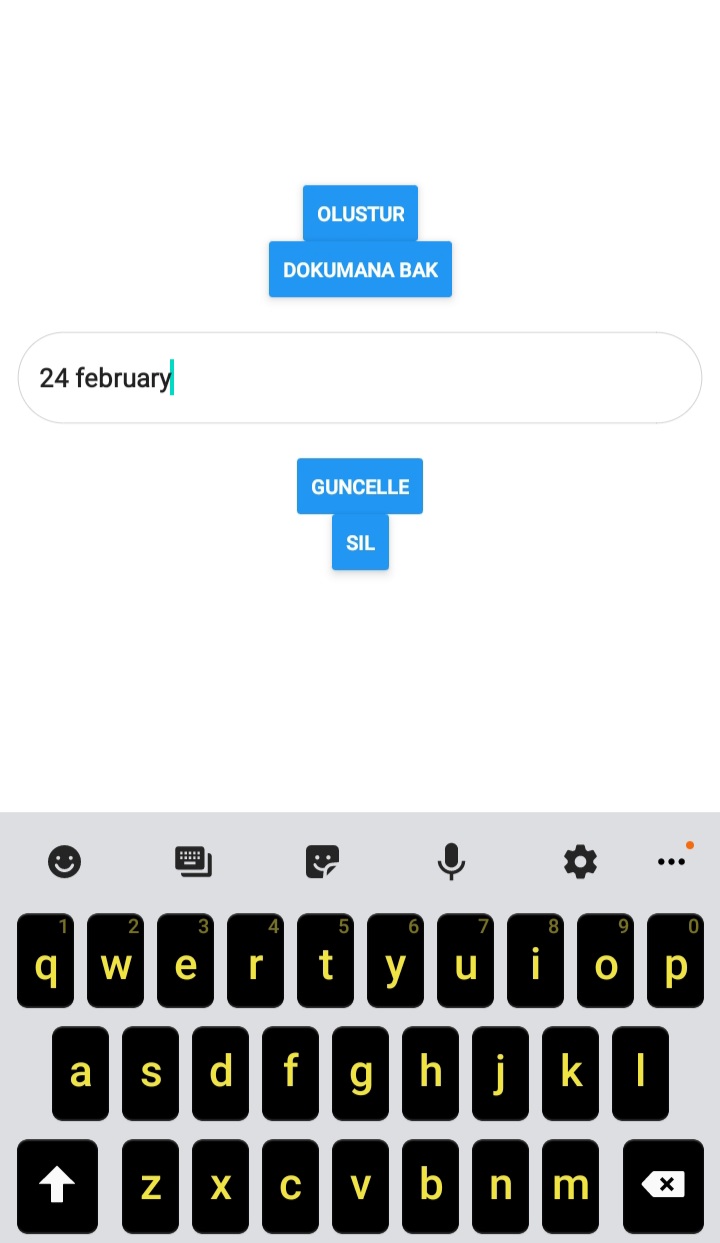 OLUSTUR
DOKUMANA BAK
24 february
GUNCELLE
SIL
1 2 3 4 5 6 7 8 9 0
q w e r t y u i o p
a s d f g h j k l
z x c v b n m